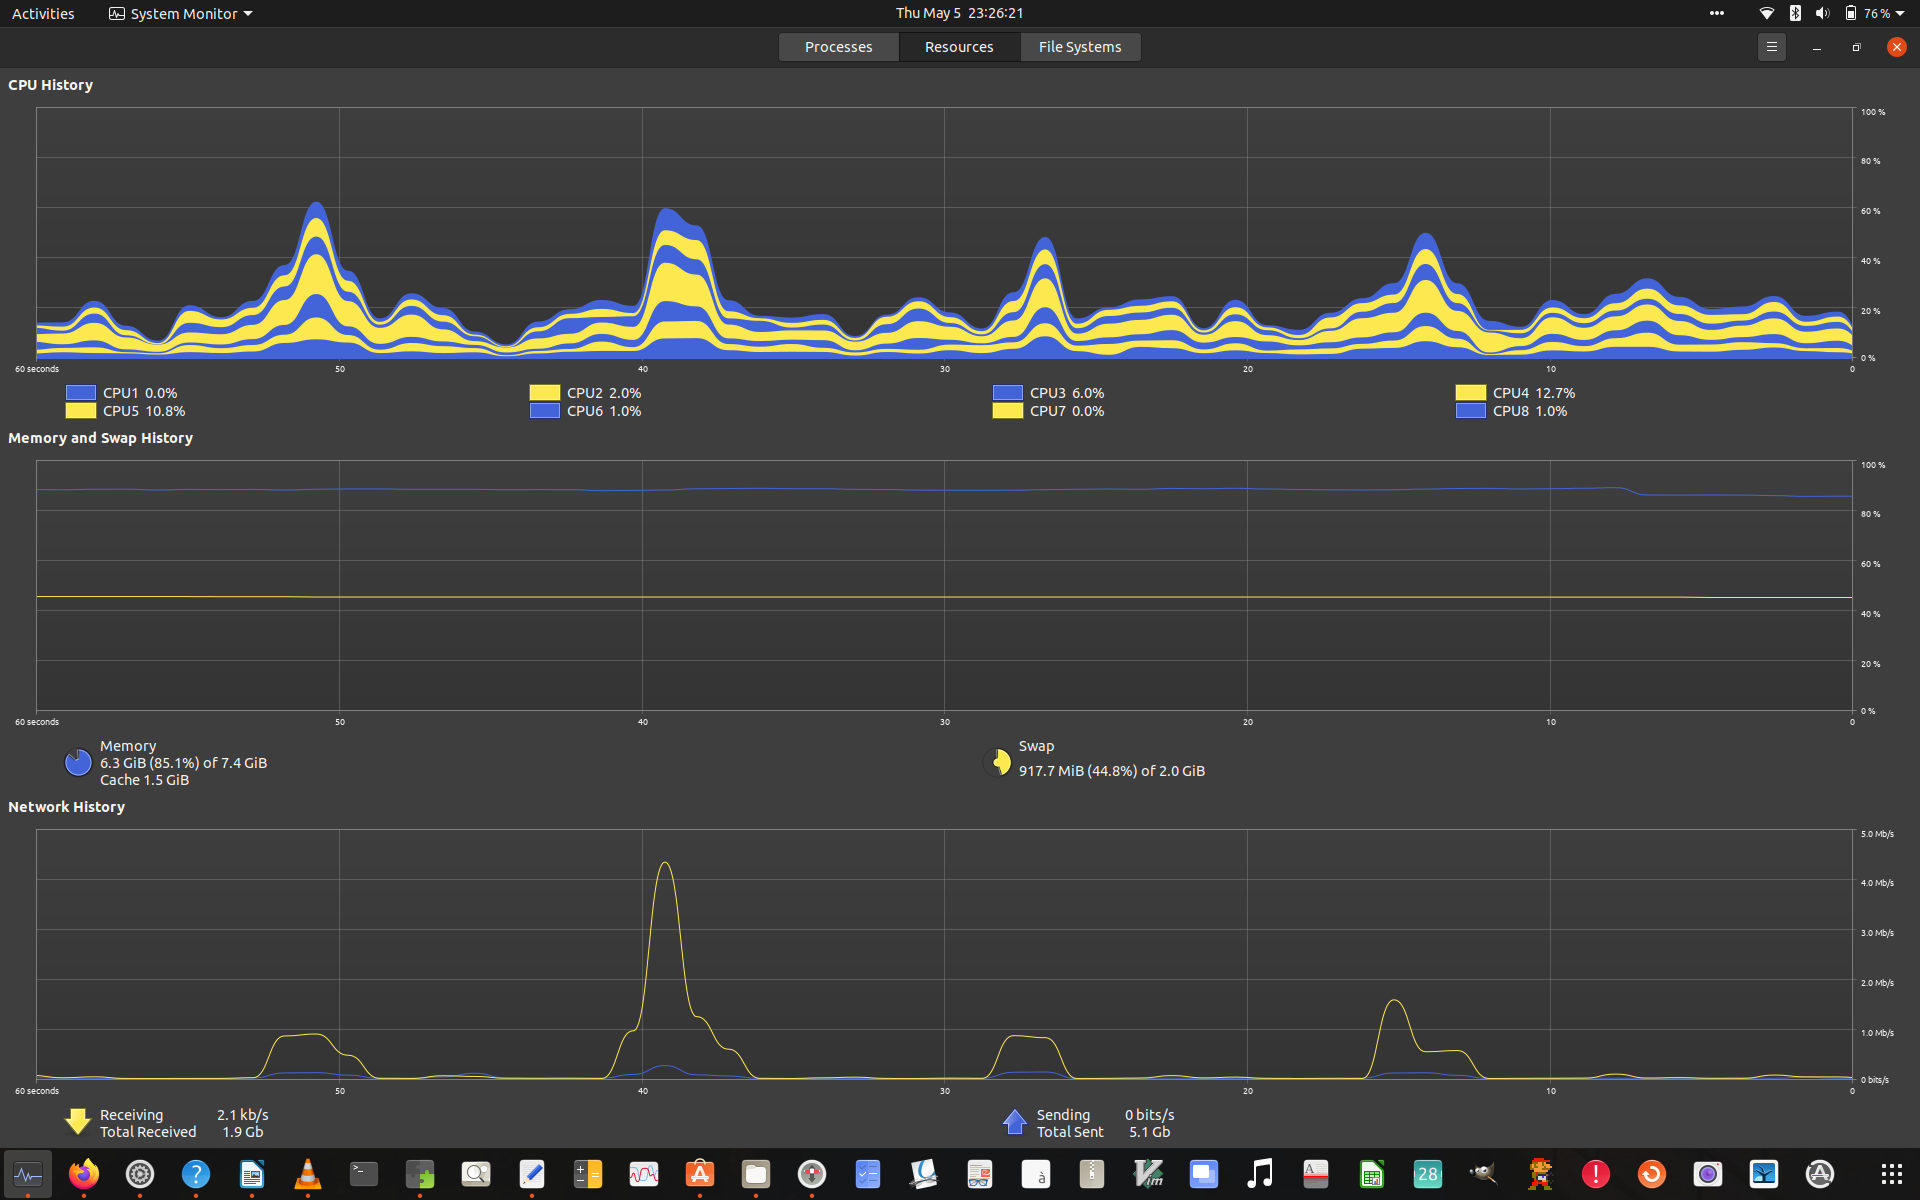 Activities System Monitor Thu May 5 23:26:21 76 %
Processes Resources File Systems
CPU History
100 %
80 %
60 %
40 %
20 %
0 %
60 seconds 50 40 30 20 10 0
CPU1 0.0% CPU2 2.0% CPU3 6.0% CPU4 12.7%
CPU5 10.8% CPU6 1.0% CPU7 0.0% CPU8 1.0%
Memory and Swap History
100 %
80 %
60 %
40 %
20 %
0 %
60 seconds 50 40 30 20 10 0
Memory
6.3 GiB (85.1%) of 7.4 GiB
Cache 1.5 GiB
Swap
917.7 MiB (44.8%) of 2.0 GiB
Network History
5.0 Mb/s
4.0 Mb/s
3.0 Mb/s
2.0 Mb/s
1.0 Mb/s
0 bits/s
60 seconds 50 40 30 20 10 0
Receiving 2.1 kb/s
Total Received 1.9 Gb
Sending 0 bits/s
Total Sent 5.1 Gb
? >_ A à Vim A 28 !